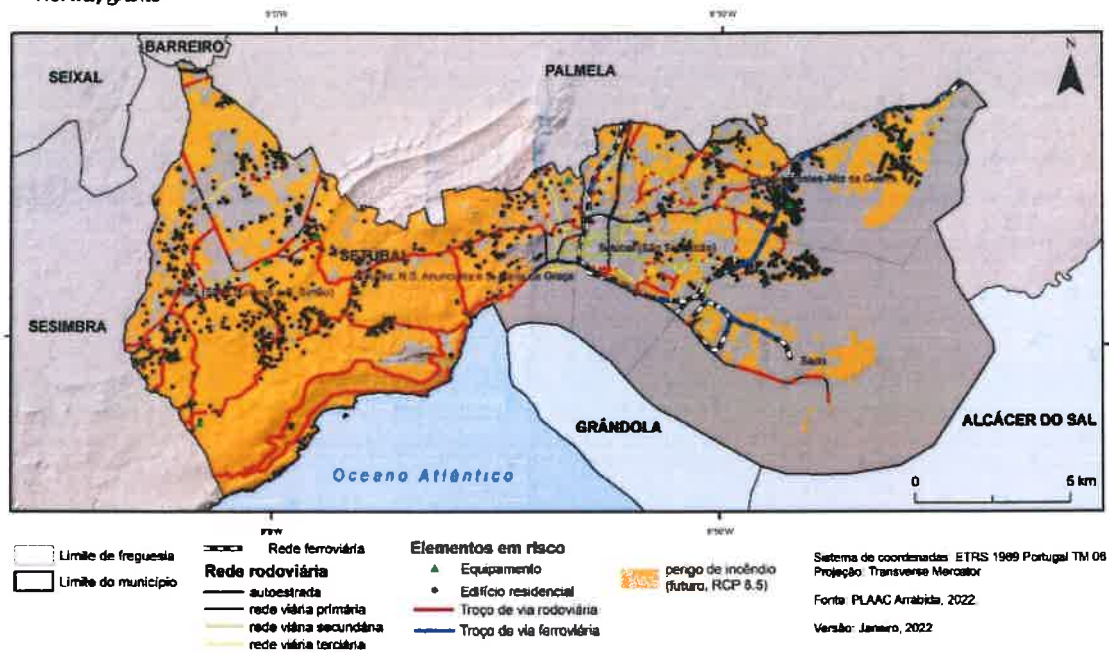 BARREIRO
SEIXAL
PALMELA
N
SETUBAL
SESIMBRA
Sado
GRÂNDOLA
ALCÁCER DO SAL
Oceano Atlântico
0 5 km
Limite de freguesia
Limite do município
Rede ferroviária
Rede rodoviária
autoestrada
rede viária primária
rede viária secundária
rede viária terciária
Elementos em risco
Equipamento
Edifício residencial
Troço de via rodoviária
Troço de via ferroviária
perigo de incêndio
(futuro, RCP 8.5)
Sistema de coordenadas: ETRS 1989 Portugal TM 06
Projeção: Transverse Mercator
Fonte: PLAAC Arrábida, 2022
Versão: Janeiro, 2022